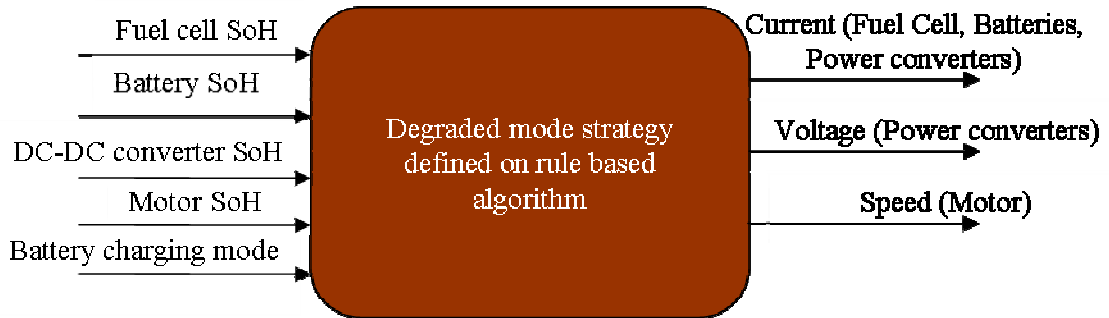 Fuel cell SoH
Battery SoH
DC-DC converter SoH
Motor SoH
Battery charging mode
Degraded mode strategy
defined on rule based
algorithm
Current (Fuel Cell, Batteries,
Power converters)
Voltage (Power converters)
Speed (Motor)